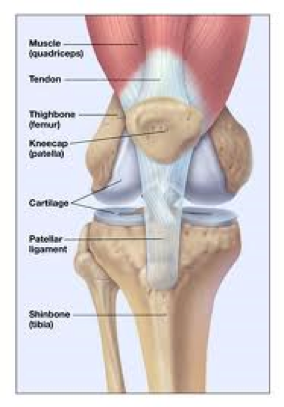 Muscle
(quadriceps)
Tendon
Thighbone
(femur)
Kneecap
(patella)
Cartilage
Patellar
ligament
Shinbone
(tibia)